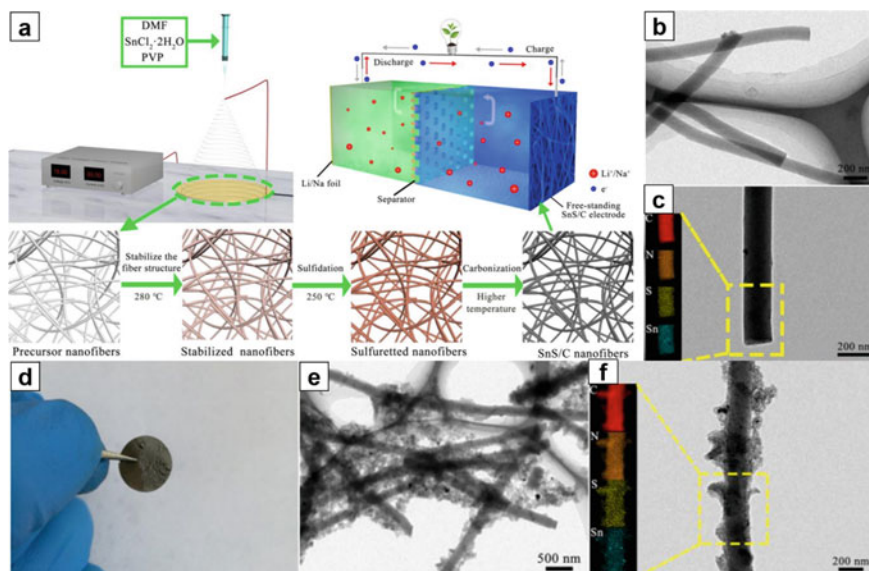 a
DMF
SnCl₂·2H₂O
PVP
Discharge
Charge
Li/Na foil
Separator
Li⁺/Na⁺
e⁻
Free-standing
SnS/C electrode
Stabilize the
fiber structure
280 ℃
Sulfidation
250 ℃
Carbonization
Higher
temperature
Precursor nanofibers
Stabilized nanofibers
Sulfuretted nanofibers
SnS/C nanofibers
b
200 nm
c
C
N
S
Sn
200 nm
d
e
500 nm
f
C
N
S
Sn
200 nm